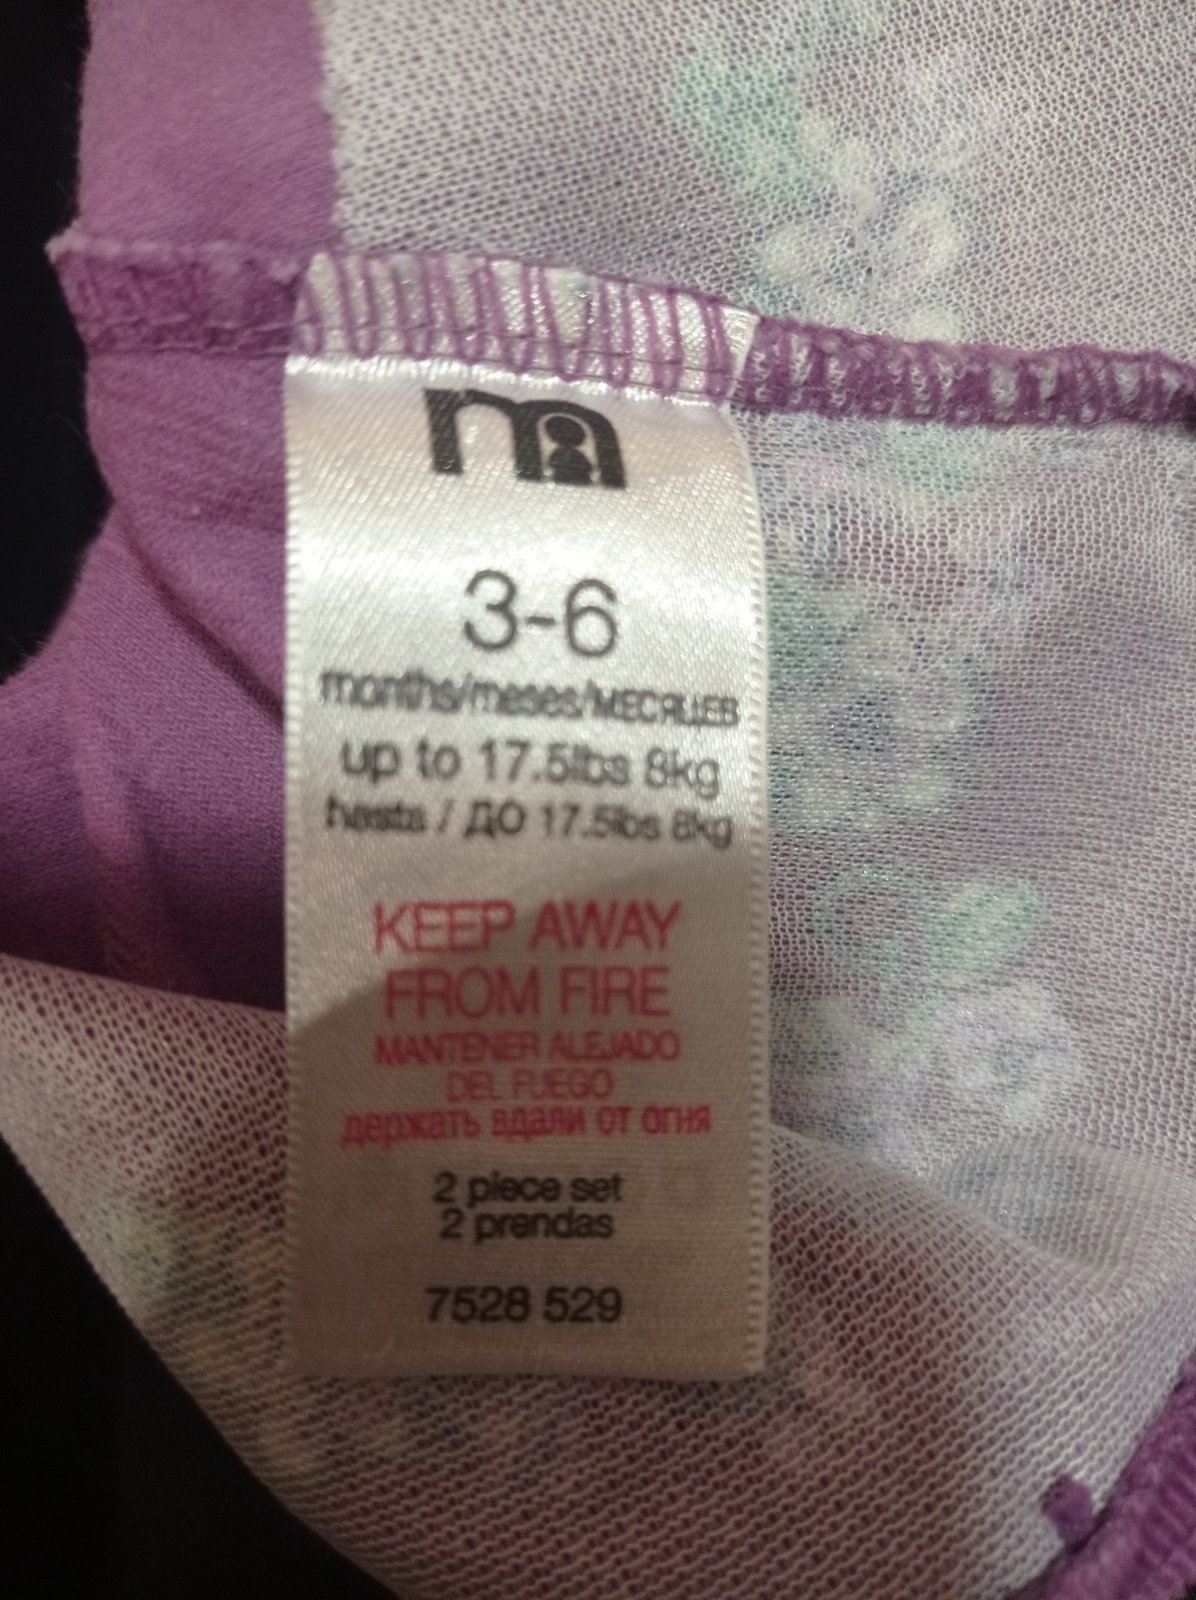 m
3-6
months/meses/МЕСЯЦЕВ
up to 17.5lbs 8kg
hasta / ДО 17.5lbs 8kg
KEEP AWAY
FROM FIRE
MANTENER ALEJADO
DEL FUEGO
держать вдали от огня
2 piece set
2 prendas
7528 529